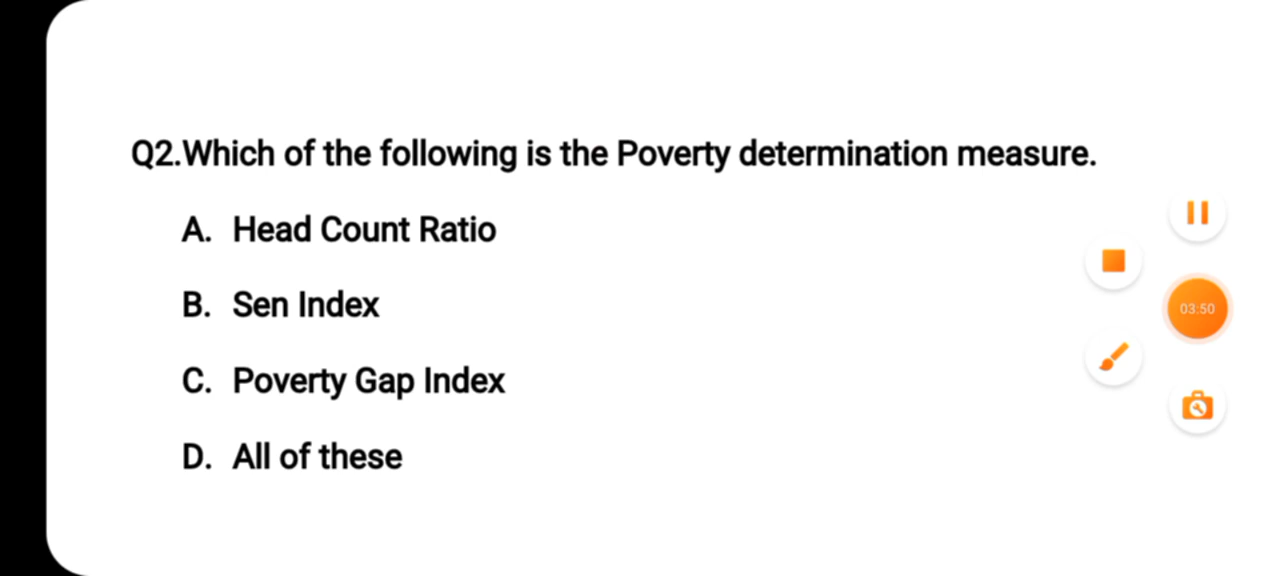 Q2.Which of the following is the Poverty determination measure.
A. Head Count Ratio
B. Sen Index
03:50
C. Poverty Gap Index
D. All of these